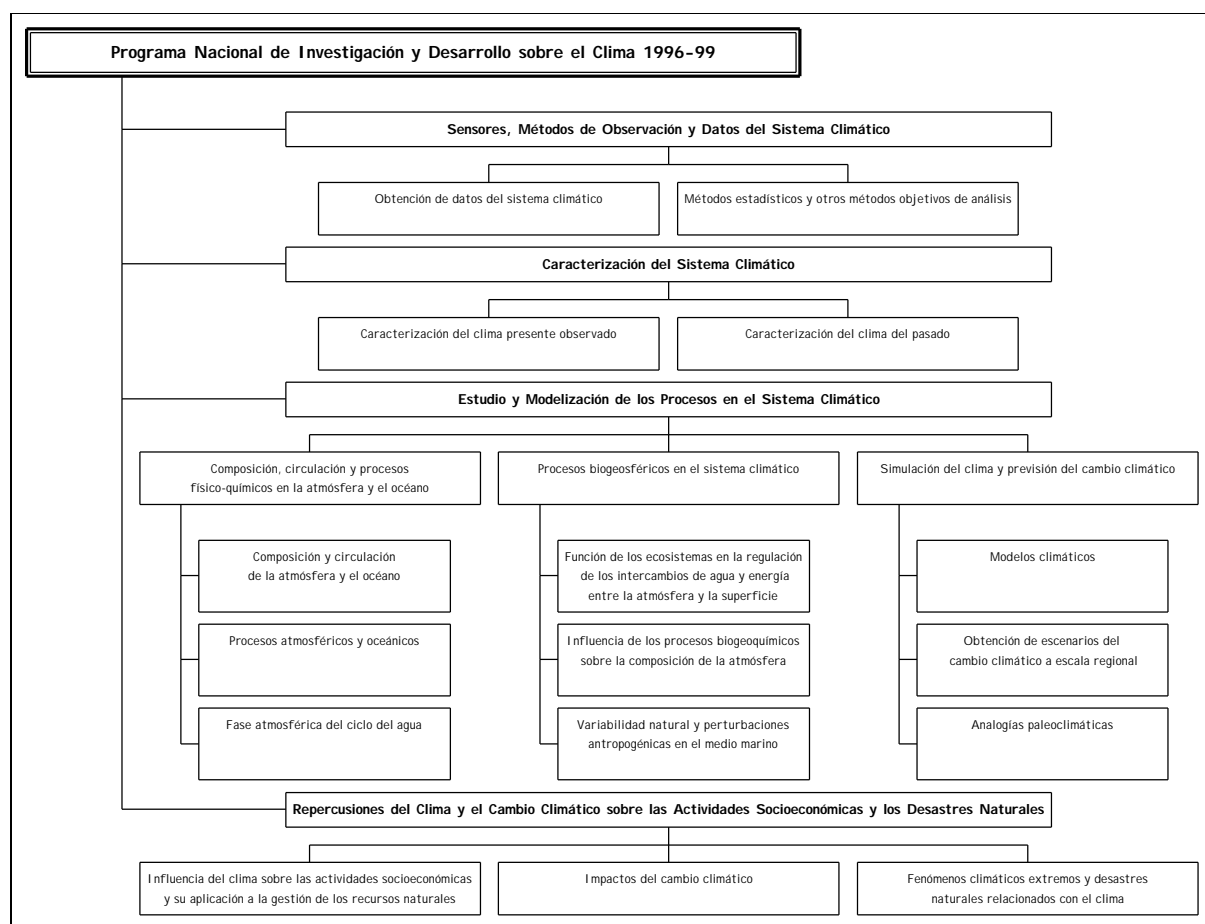 Programa Nacional de Investigación y Desarrollo sobre el Clima 1996-99
Sensores, Métodos de Observación y Datos del Sistema Climático
Obtención de datos del sistema climático
Métodos estadísticos y otros métodos objetivos de análisis
Caracterización del Sistema Climático
Caracterización del clima presente observado
Caracterización del clima del pasado
Estudio y Modelización de los Procesos en el Sistema Climático
Composición, circulación y procesos
físico-químicos en la atmósfera y el océano
Composición y circulación
de la atmósfera y el océano
Procesos atmosféricos y oceánicos
Fase atmosférica del ciclo del agua
Procesos biogeosféricos en el sistema climático
Función de los ecosistemas en la regulación
de los intercambios de agua y energía
entre la atmósfera y la superficie
Influencia de los procesos biogeoquímicos
sobre la composición de la atmósfera
Variabilidad natural y perturbaciones
antropogénicas en el medio marino
Simulación del clima y previsión del cambio climático
Modelos climáticos
Obtención de escenarios del
cambio climático a escala regional
Analogías paleoclimáticas
Repercusiones del Clima y el Cambio Climático sobre las Actividades Socioeconómicas y los Desastres Naturales
Influencia del clima sobre las actividades socioeconómicas
y su aplicación a la gestión de los recursos naturales
Impactos del cambio climático
Fenómenos climáticos extremos y desastres
naturales relacionados con el clima